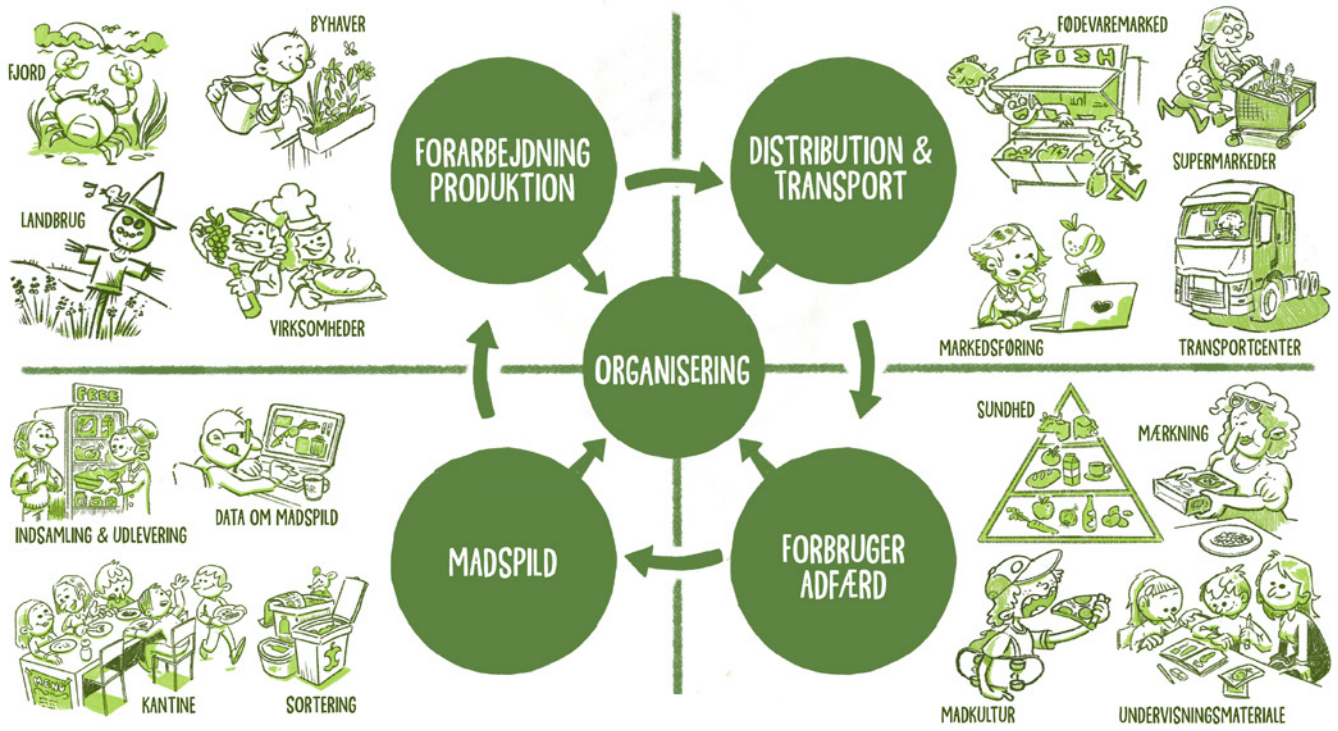 FJORD
BYHAVER
LANDBRUG
VIRKSOMHEDER
FORARBEJDNING
PRODUKTION
DISTRIBUTION &
TRANSPORT
FØDEVAREMARKED
FISH
SUPERMARKEDER
MARKEDSFØRING
TRANSPORTCENTER
ORGANISERING
FREE
INDSAMLING & UDLEVERING
DATA OM MADSPILD
MENU
KANTINE
SORTERING
MADSPILD
FORBRUGER
ADFÆRD
SUNDHED
MÆRKNING
MADKULTUR
UNDERVISNINGSMATERIALE